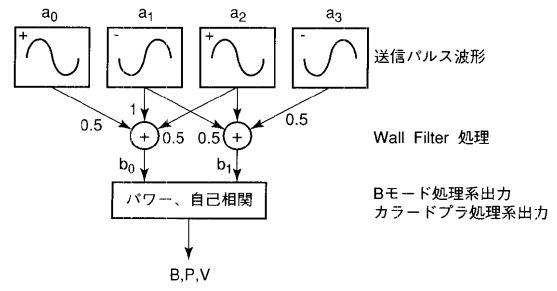 a0 a1 a2 a3
+ - + -
送信パルス波形
1
0.5 0.5 0.5 0.5
+ +
Wall Filter 処理
b0 b1
パワー、自己相関
Bモード処理系出力
カラードプラ処理系出力
B,P,V